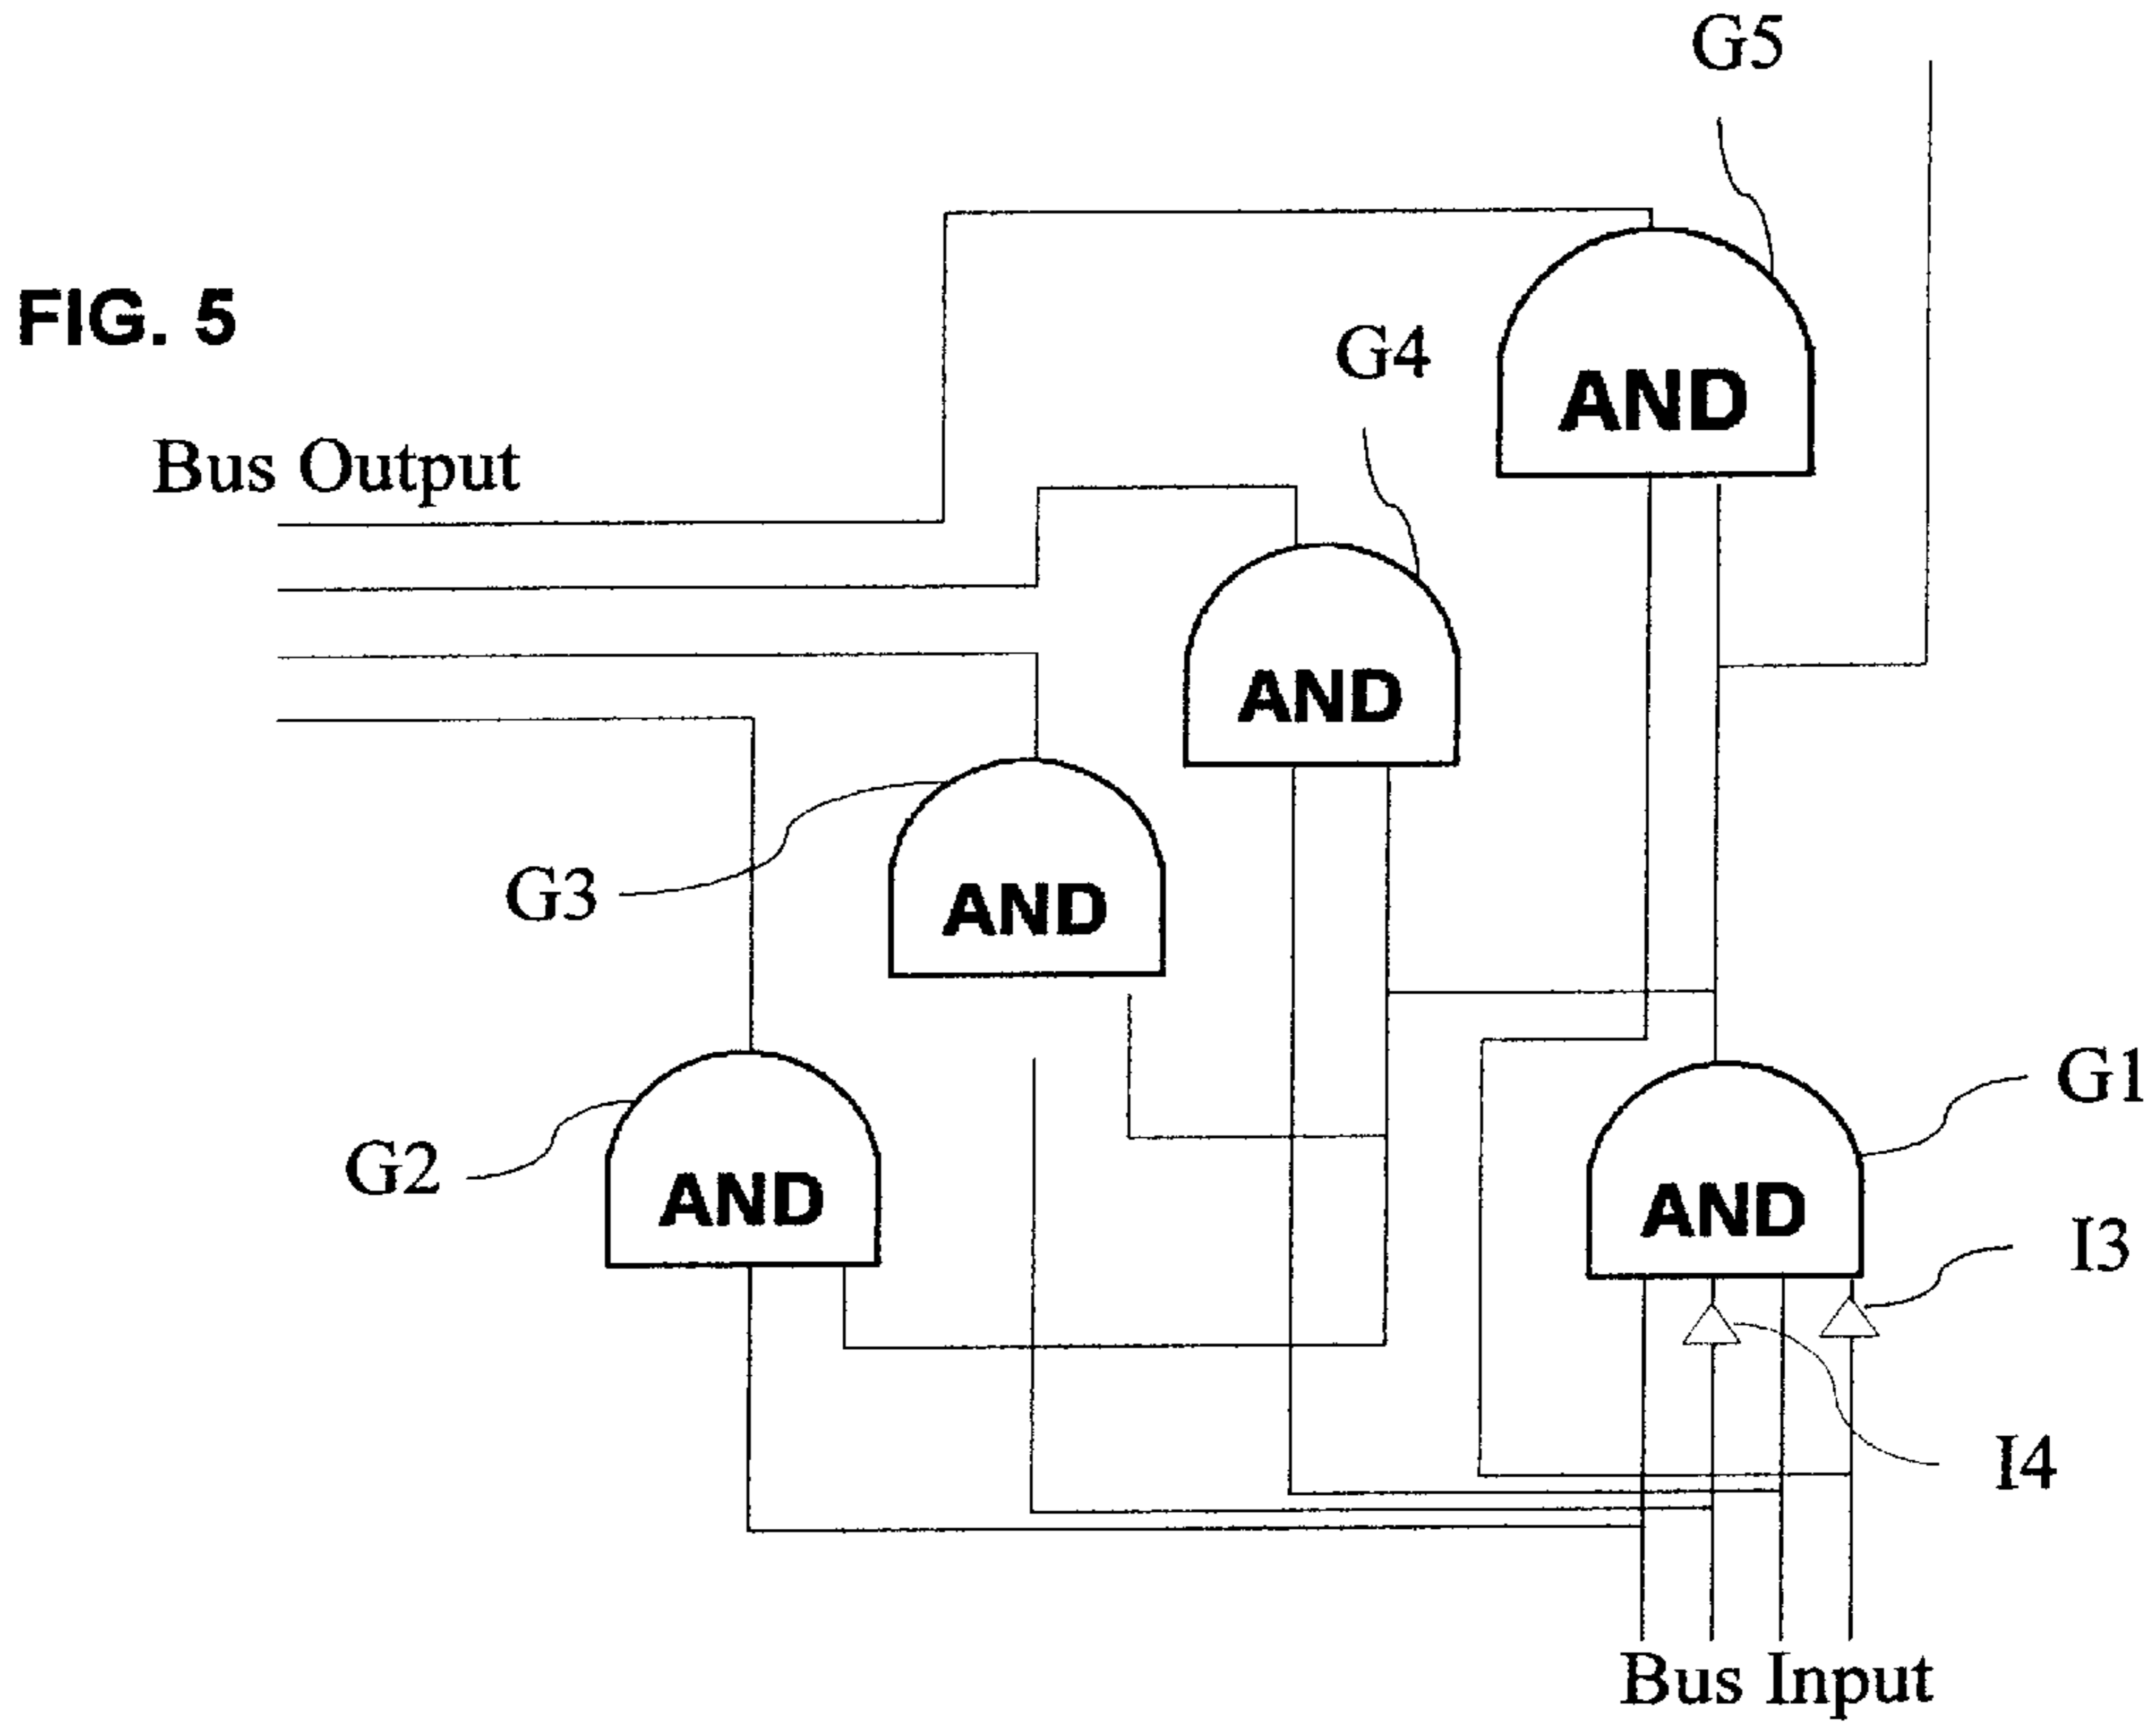 G5
FIG. 5
G4
AND
Bus Output
AND
G3
AND
G1
G2
AND
AND
I3
I4
Bus Input